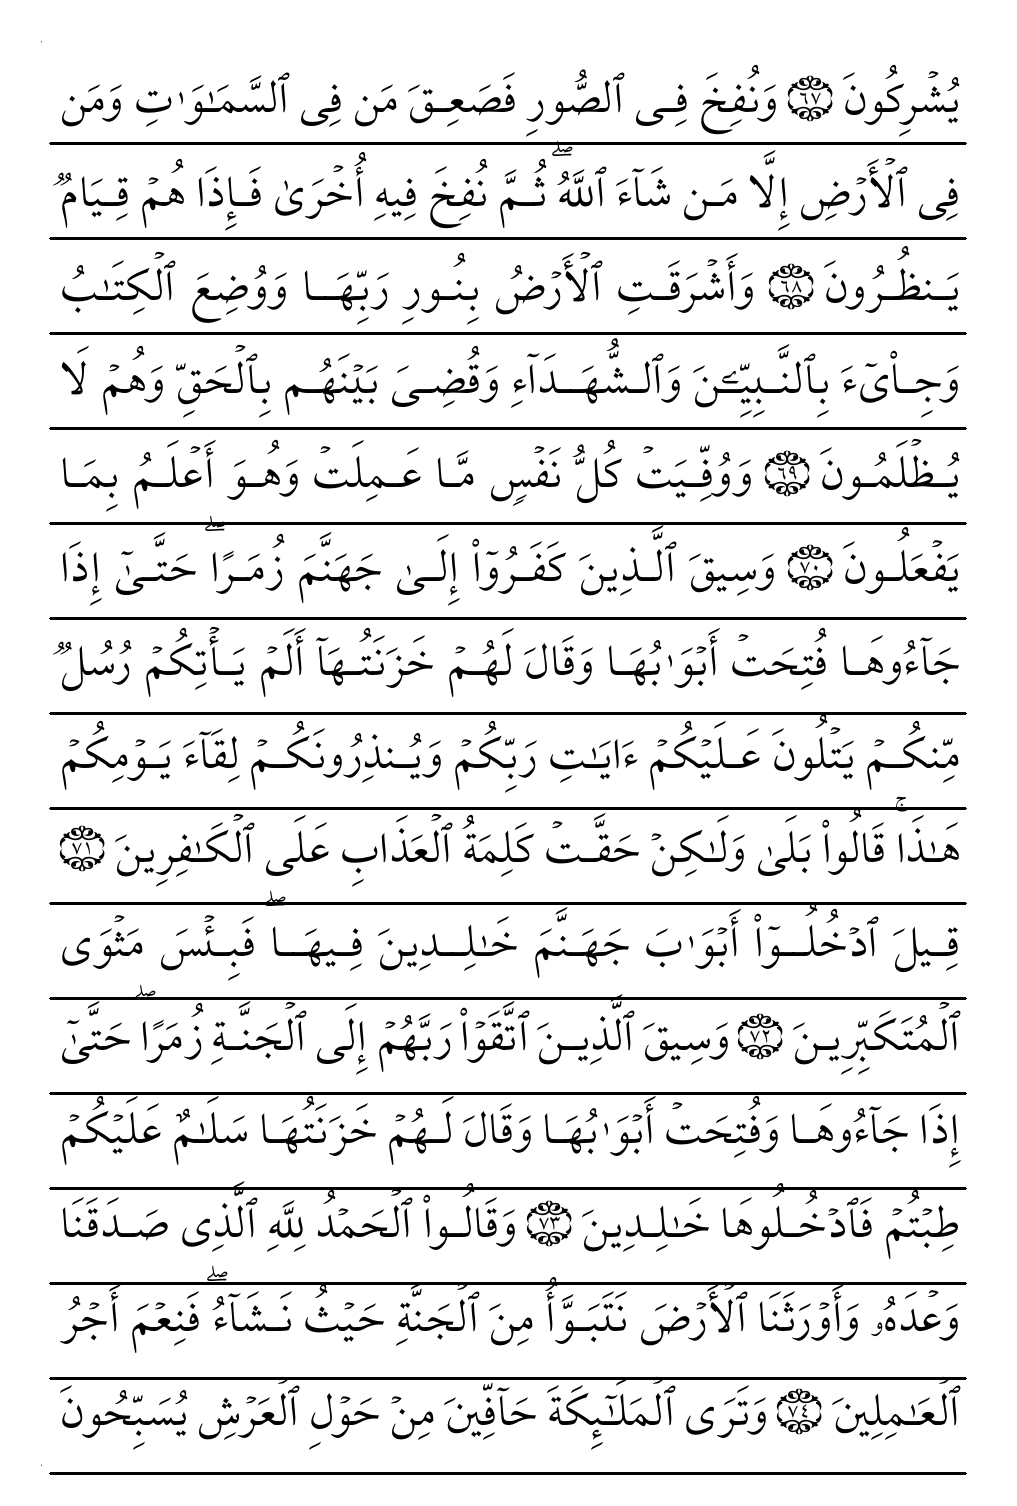 يُشْرِكُونَ ٦٧ وَنُفِخَ فِى ٱلصُّورِ فَصَعِقَ مَن فِى ٱلسَّمَـٰوَٰتِ وَمَن
فِى ٱلْأَرْضِ إِلَّا مَن شَآءَ ٱللَّهُ ۖ ثُمَّ نُفِخَ فِيهِ أُخْرَىٰ فَإِذَا هُمْ قِيَامٌ
يَنظُرُونَ ٦٨ وَأَشْرَقَتِ ٱلْأَرْضُ بِنُورِ رَبِّهَا وَوُضِعَ ٱلْكِتَـٰبُ
وَجِا۟ىٓءَ بِٱلنَّبِيِّـۧنَ وَٱلشُّهَدَآءِ وَقُضِىَ بَيْنَهُم بِٱلْحَقِّ وَهُمْ لَا
يُظْلَمُونَ ٦٩ وَوُفِّيَتْ كُلُّ نَفْسٍ مَّا عَمِلَتْ وَهُوَ أَعْلَمُ بِمَا
يَفْعَلُونَ ٧٠ وَسِيقَ ٱلَّذِينَ كَفَرُوٓا۟ إِلَىٰ جَهَنَّمَ زُمَرًا ۖ حَتَّىٰٓ إِذَا
جَآءُوهَا فُتِحَتْ أَبْوَٰبُهَا وَقَالَ لَهُمْ خَزَنَتُهَآ أَلَمْ يَأْتِكُمْ رُسُلٌ
مِّنكُمْ يَتْلُونَ عَلَيْكُمْ ءَايَـٰتِ رَبِّكُمْ وَيُنذِرُونَكُمْ لِقَآءَ يَوْمِكُمْ
هَـٰذَا ۚ قَالُوا۟ بَلَىٰ وَلَـٰكِنْ حَقَّتْ كَلِمَةُ ٱلْعَذَابِ عَلَى ٱلْكَـٰفِرِينَ ٧١
قِيلَ ٱدْخُلُوٓا۟ أَبْوَٰبَ جَهَنَّمَ خَـٰلِدِينَ فِيهَا ۖ فَبِئْسَ مَثْوَى
ٱلْمُتَكَبِّرِينَ ٧٢ وَسِيقَ ٱلَّذِينَ ٱتَّقَوْا۟ رَبَّهُمْ إِلَى ٱلْجَنَّةِ زُمَرًا ۖ حَتَّىٰٓ
إِذَا جَآءُوهَا وَفُتِحَتْ أَبْوَٰبُهَا وَقَالَ لَهُمْ خَزَنَتُهَا سَلَـٰمٌ عَلَيْكُمْ
طِبْتُمْ فَٱدْخُلُوهَا خَـٰلِدِينَ ٧٣ وَقَالُوا۟ ٱلْحَمْدُ لِلَّهِ ٱلَّذِى صَدَقَنَا
وَعْدَهُۥ وَأَوْرَثَنَا ٱلْأَرْضَ نَتَبَوَّأُ مِنَ ٱلْجَنَّةِ حَيْثُ نَشَآءُ ۖ فَنِعْمَ أَجْرُ
ٱلْعَـٰمِلِينَ ٧٤ وَتَرَى ٱلْمَلَـٰٓئِكَةَ حَآفِّينَ مِنْ حَوْلِ ٱلْعَرْشِ يُسَبِّحُونَ